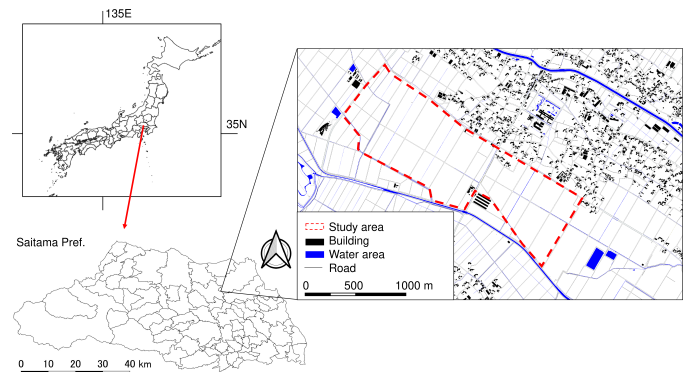 135E
35N
Saitama Pref.
Study area
Building
Water area
Road
0 500 1000 m
0 10 20 30 40 km